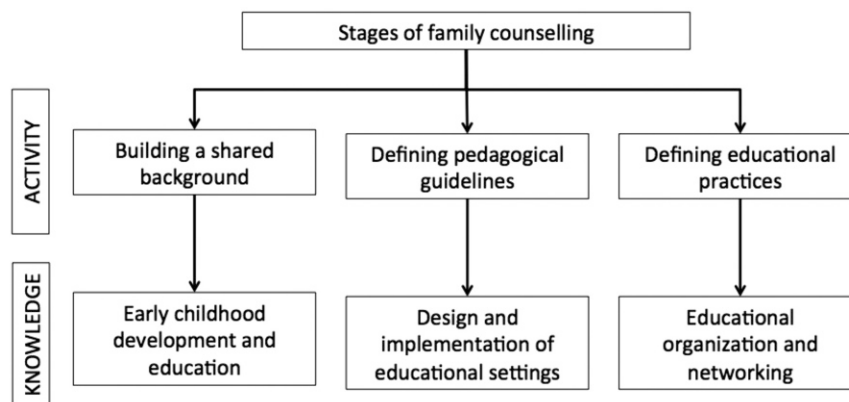 Stages of family counselling
ACTIVITY
Building a shared
background
Defining pedagogical
guidelines
Defining educational
practices
KNOWLEDGE
Early childhood
development and
education
Design and
implementation of
educational settings
Educational
organization and
networking